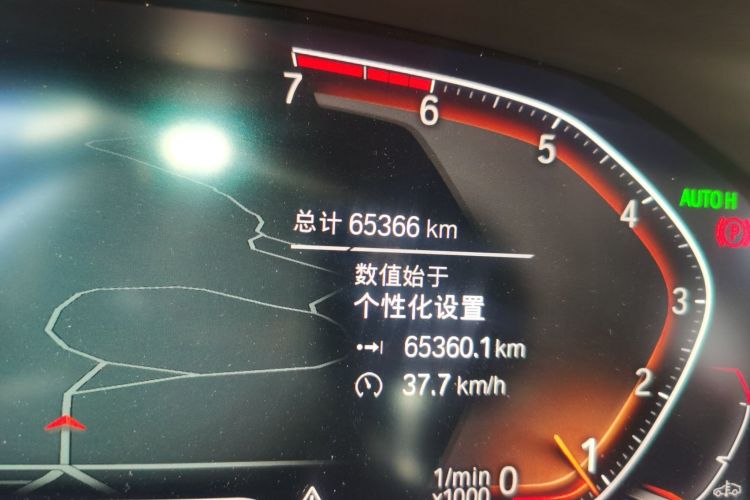 7
6
5
AUTO H
4
(P)
总计 65366 km
数值始于
个性化设置
3
65360.1 km
37.7 km/h
2
1
1/min 0
x1000